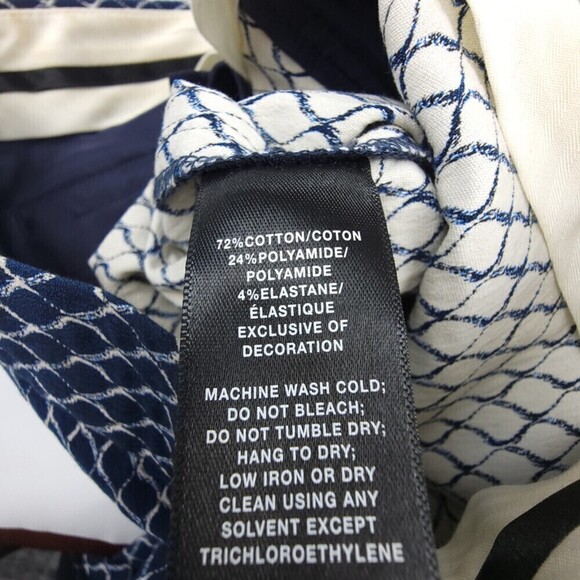 72%COTTON/COTON
24%POLYAMIDE/
POLYAMIDE
4%ELASTANE/
ÉLASTIQUE
EXCLUSIVE OF
DECORATION
MACHINE WASH COLD;
DO NOT BLEACH;
DO NOT TUMBLE DRY;
HANG TO DRY;
LOW IRON OR DRY
CLEAN USING ANY
SOLVENT EXCEPT
TRICHLOROETHYLENE